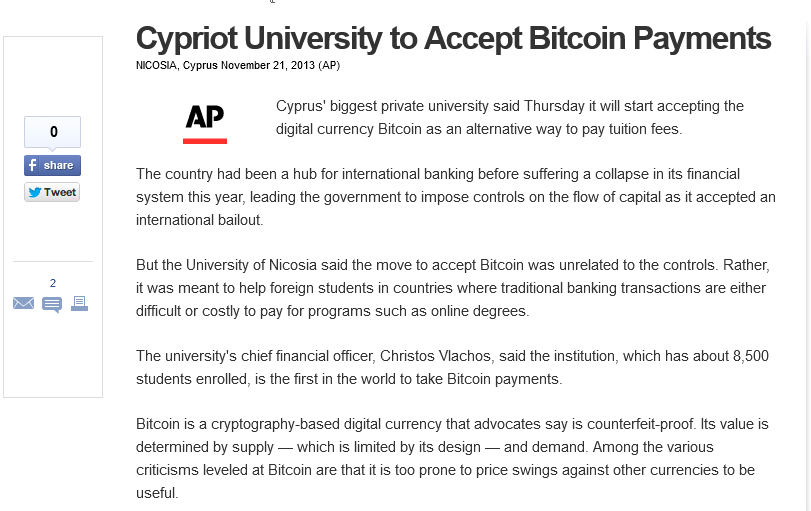 Cypriot University to Accept Bitcoin Payments
NICOSIA, Cyprus November 21, 2013 (AP)
0
share
Tweet
2
AP
Cyprus' biggest private university said Thursday it will start accepting the
digital currency Bitcoin as an alternative way to pay tuition fees.
The country had been a hub for international banking before suffering a collapse in its financial
system this year, leading the government to impose controls on the flow of capital as it accepted an
international bailout.
But the University of Nicosia said the move to accept Bitcoin was unrelated to the controls. Rather,
it was meant to help foreign students in countries where traditional banking transactions are either
difficult or costly to pay for programs such as online degrees.
The university's chief financial officer, Christos Vlachos, said the institution, which has about 8,500
students enrolled, is the first in the world to take Bitcoin payments.
Bitcoin is a cryptography-based digital currency that advocates say is counterfeit-proof. Its value is
determined by supply — which is limited by its design — and demand. Among the various
criticisms leveled at Bitcoin are that it is too prone to price swings against other currencies to be
useful.